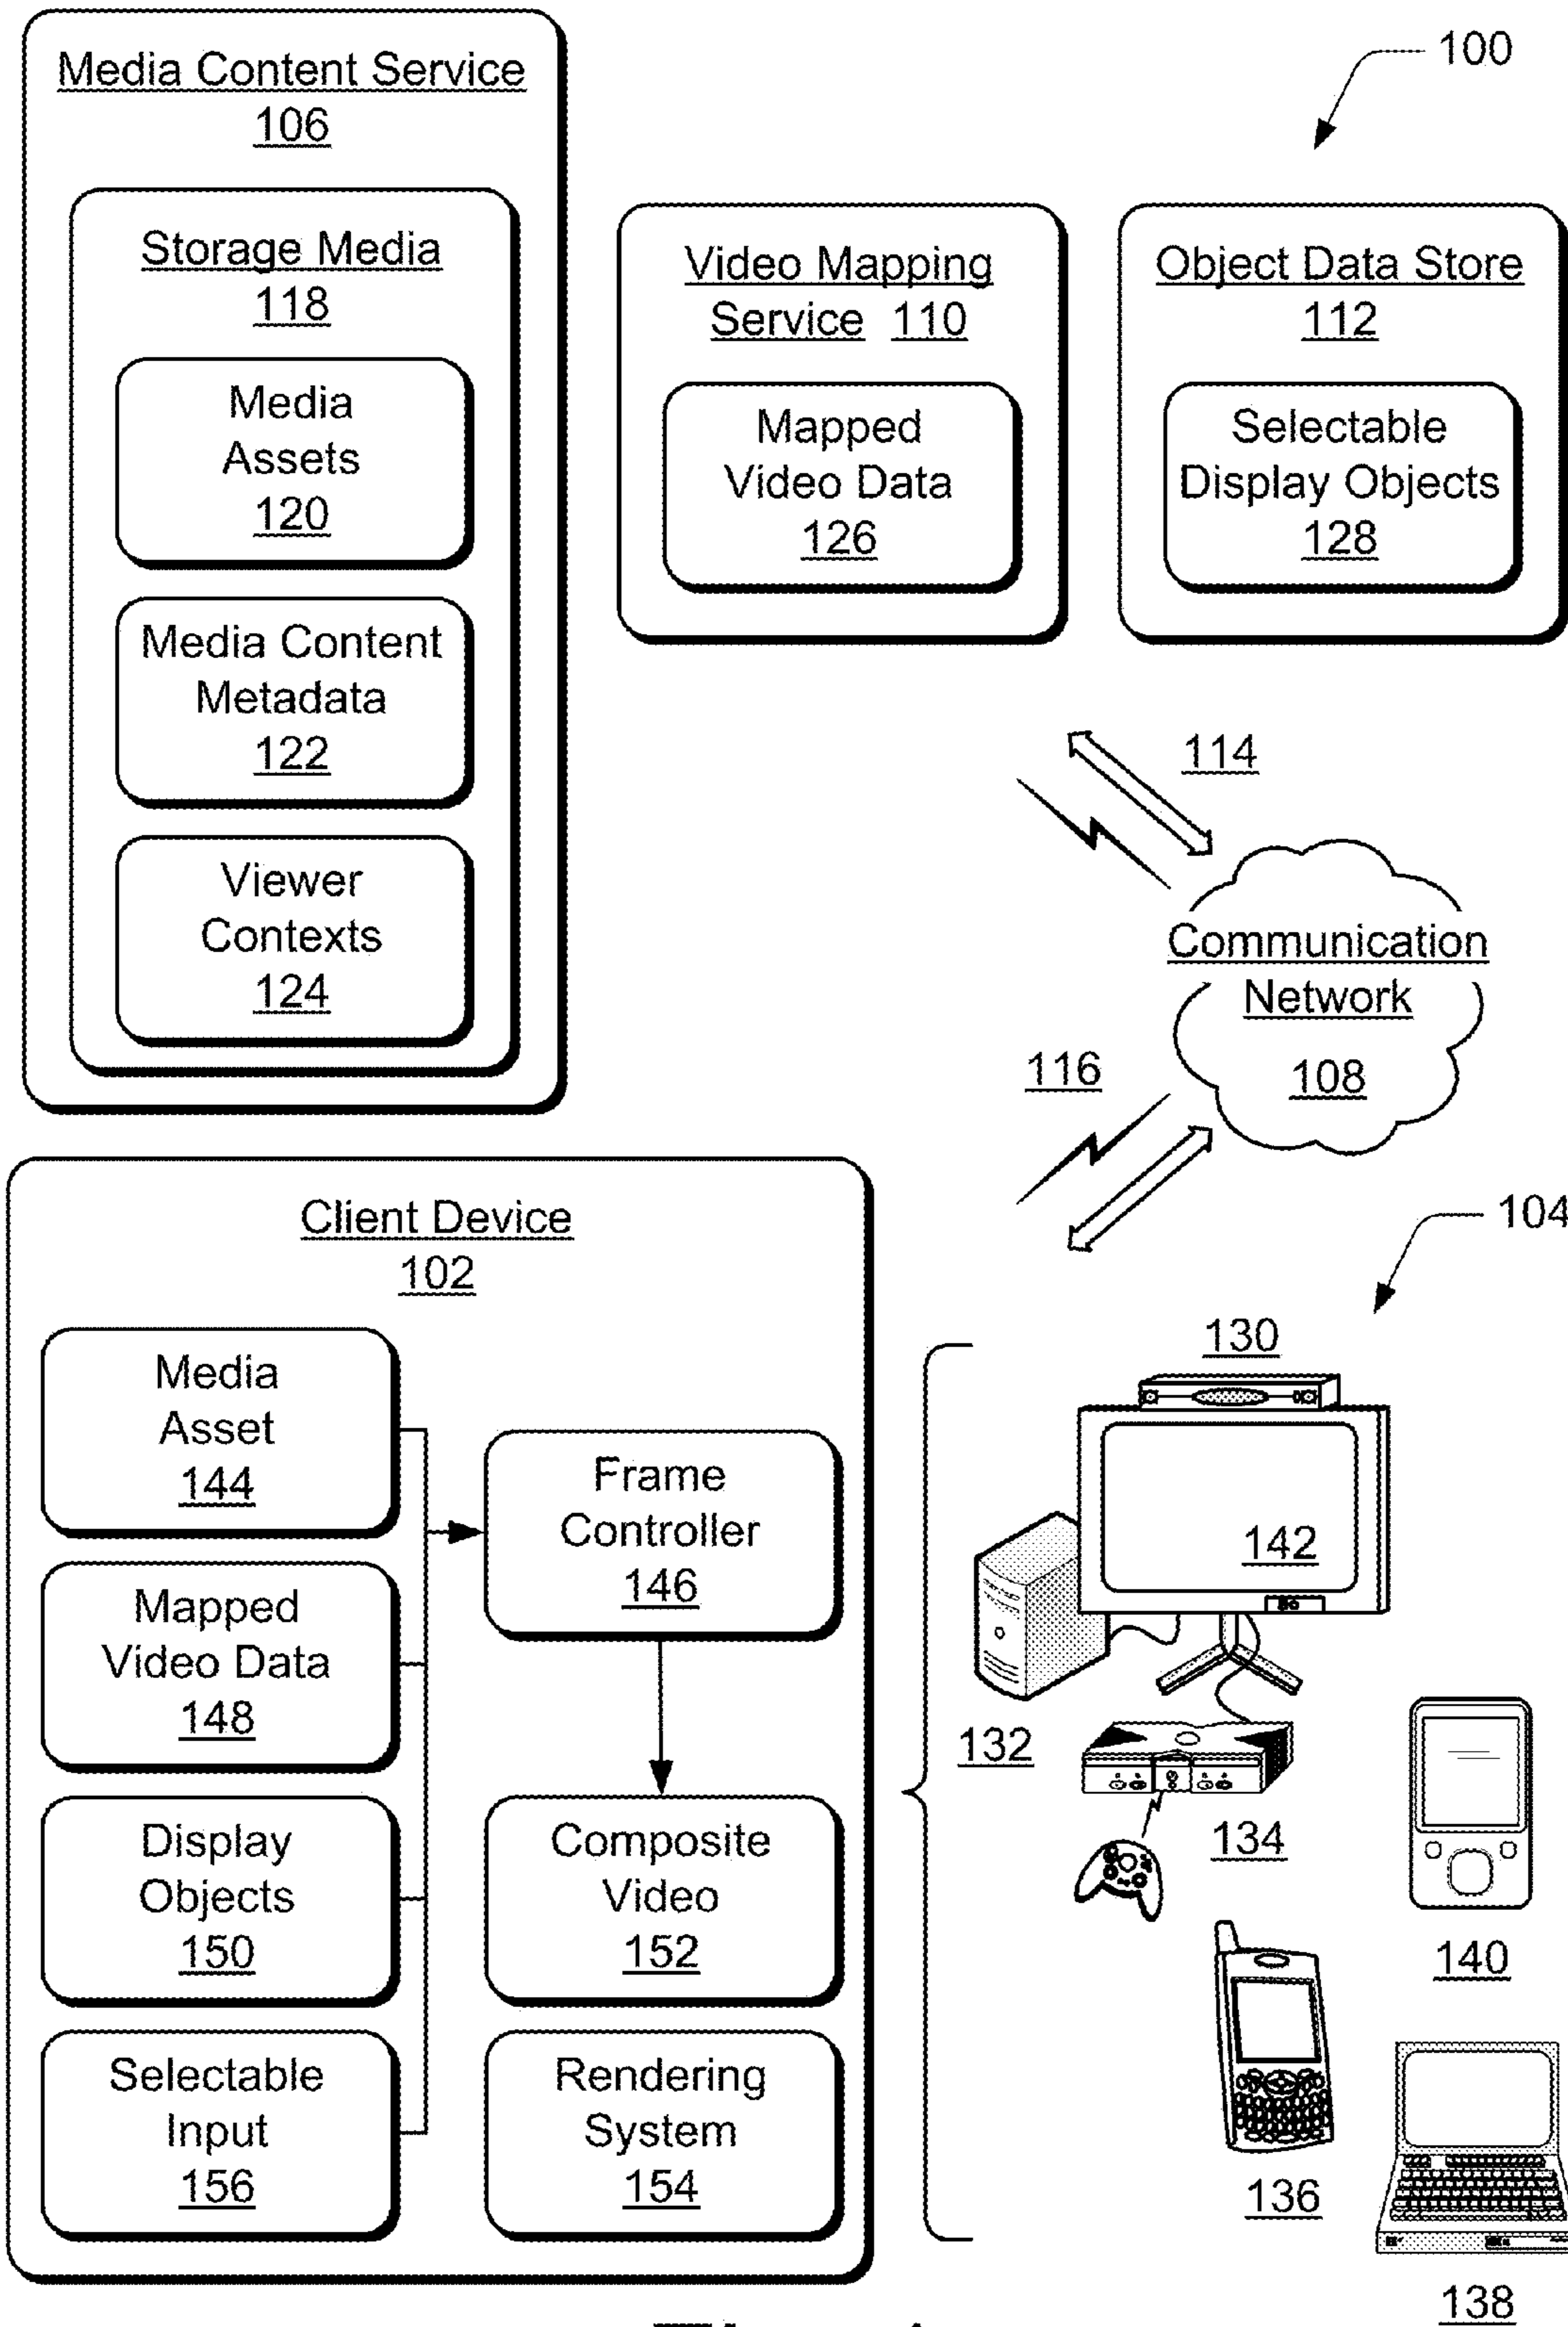 Media Content Service
106
Storage Media
118
Media
Assets
120
Media Content
Metadata
122
Viewer
Contexts
124
100
Video Mapping
Service 110
Mapped
Video Data
126
Object Data Store
112
Selectable
Display Objects
128
114
Communication
Network
108
116
Client Device
102
Media
Asset
144
Mapped
Video Data
148
Display
Objects
150
Selectable
Input
156
Frame
Controller
146
Composite
Video
152
Rendering
System
154
104
130
142
132
134
140
136
138